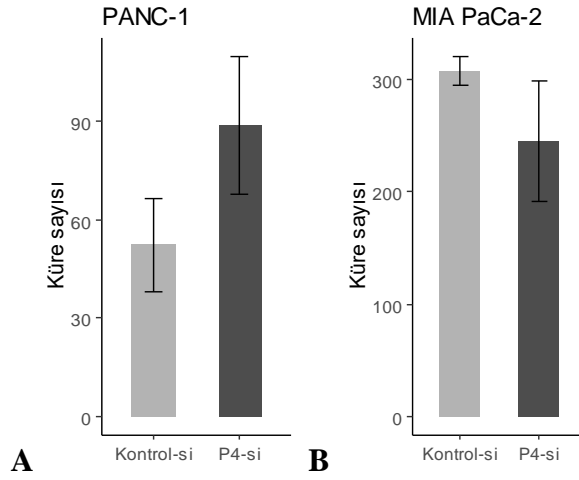 PANC-1
Küre sayısı
90
60
30
0
Kontrol-si P4-si
A
MIA PaCa-2
Küre sayısı
300
200
100
0
Kontrol-si P4-si
B